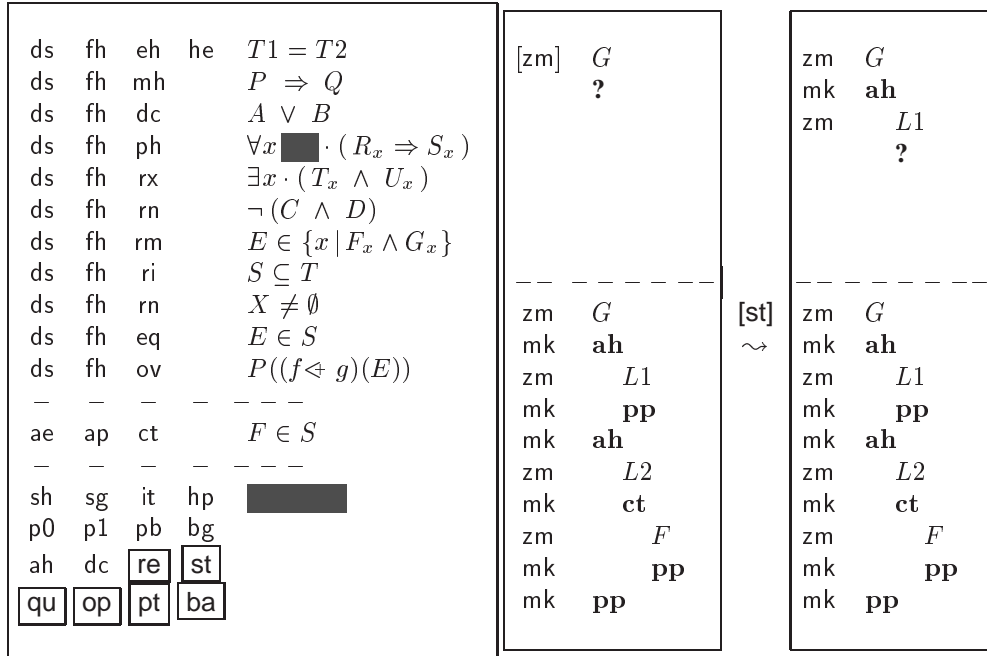 ds fh eh he T1 = T2
ds fh mh P ⇒ Q
ds fh dc A ∨ B
ds fh ph ∀x · ( R_x ⇒ S_x )
ds fh rx ∃x · ( T_x ∧ U_x )
ds fh rn ¬ (C ∧ D)
ds fh rm E ∈ {x | F_x ∧ G_x}
ds fh ri S ⊆ T
ds fh rn X ≠ ∅
ds fh eq E ∈ S
ds fh ov P((f ⩤ g)(E))
– – – – – – –
ae ap ct F ∈ S
– – – – – – –
sh sg it hp
p0 p1 pb bg
ah dc re st
qu op pt ba
[zm] G
?
– – – – – – – –
zm G
mk ah
zm L1
mk pp
mk ah
zm L2
mk ct
zm F
mk pp
mk pp
[st]
⤳
zm G
mk ah
zm L1
?
– – – – – – – –
zm G
mk ah
zm L1
mk pp
mk ah
zm L2
mk ct
zm F
mk pp
mk pp